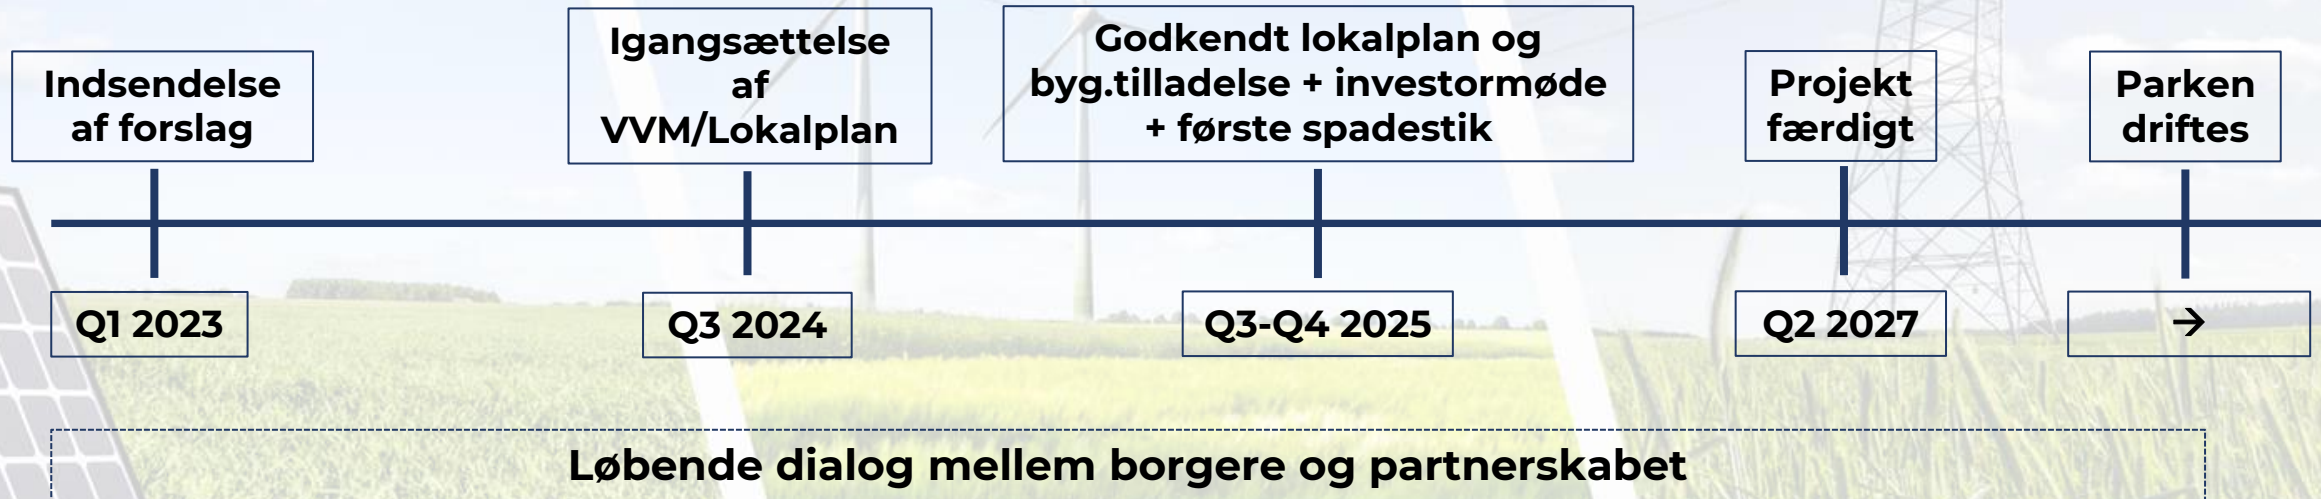 Indsendelse
af forslag
Igangsættelse
af
VVM/Lokalplan
Godkendt lokalplan og
byg.tilladelse + investormøde
+ første spadestik
Projekt
færdigt
Parken
driftes
Q1 2023
Q3 2024
Q3-Q4 2025
Q2 2027
→
Løbende dialog mellem borgere og partnerskabet